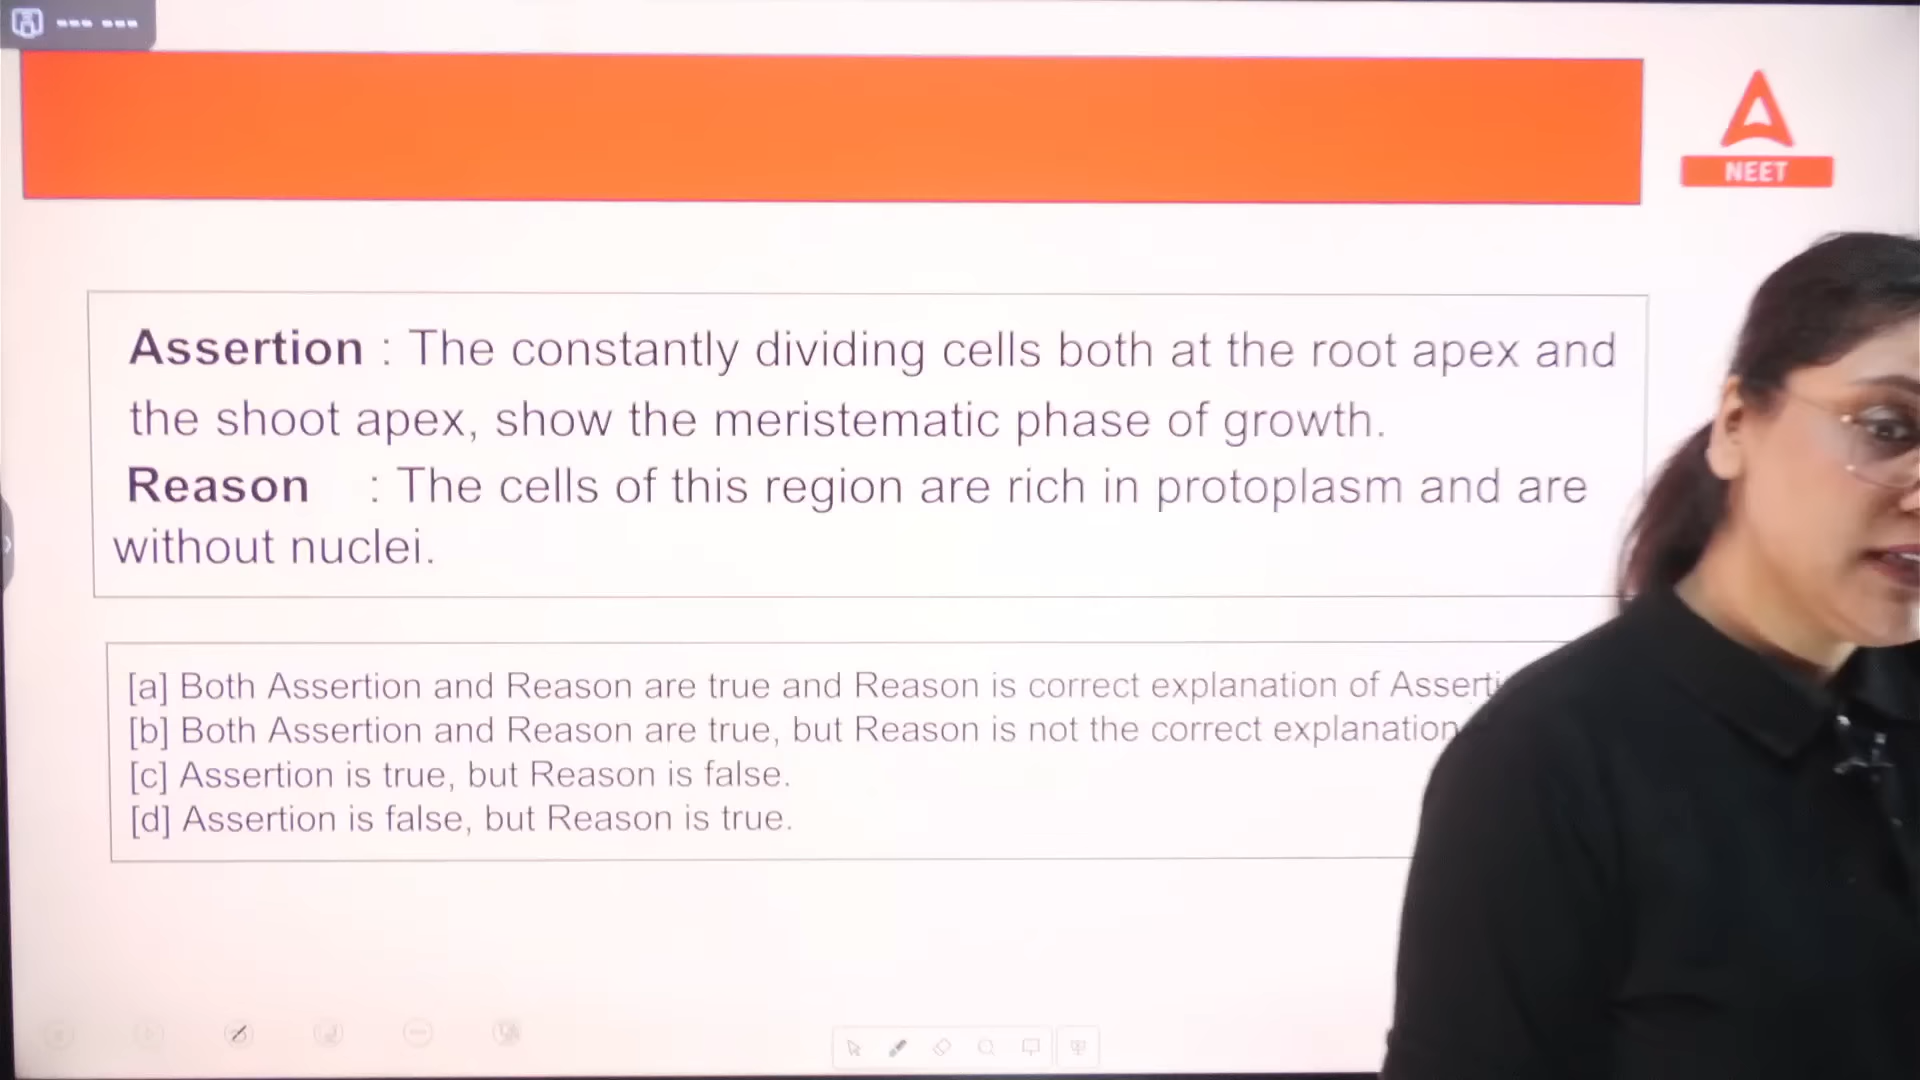 NEET
Assertion : The constantly dividing cells both at the root apex and
the shoot apex, show the meristematic phase of growth.
Reason : The cells of this region are rich in protoplasm and are
without nuclei.
[a] Both Assertion and Reason are true and Reason is correct explanation of
[b] Both Assertion and Reason are true, but Reason is not the correct explanation
[c] Assertion is true, but Reason is false.
[d] Assertion is false, but Reason is true.